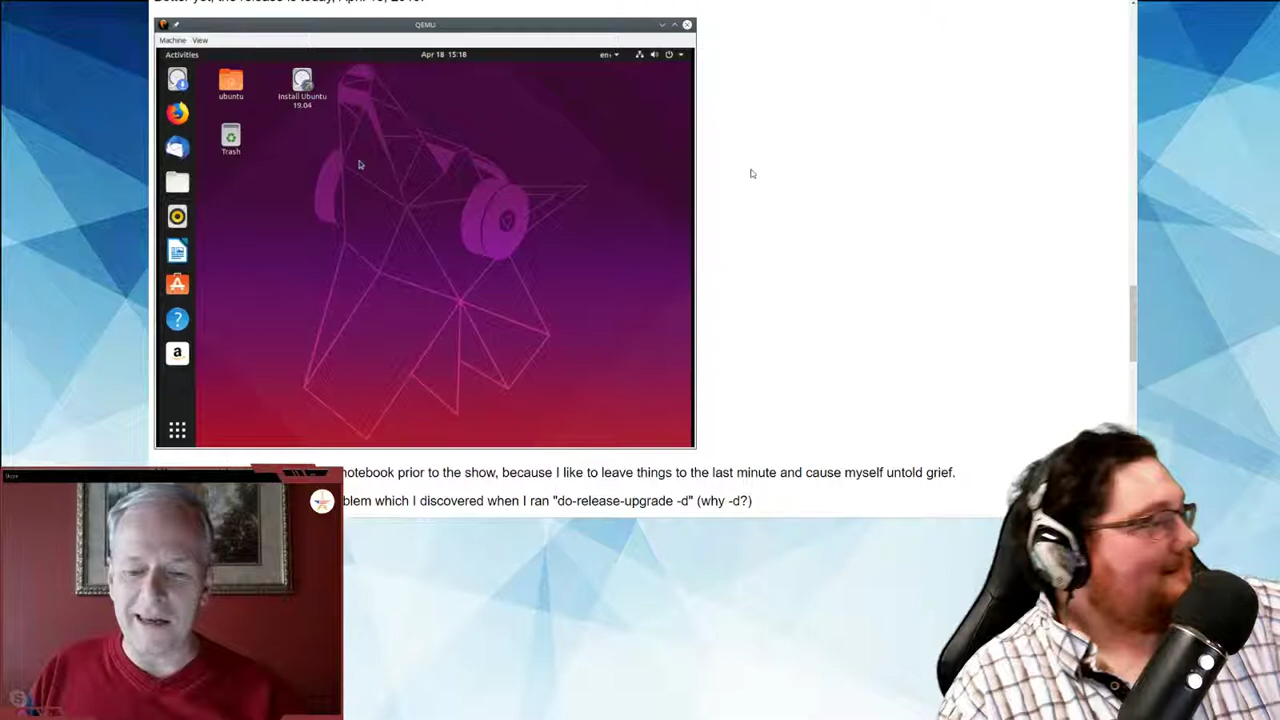 QEMU
Machine View
Activities
Apr 18 15:18
en
ubuntu
Install Ubuntu
19.04
Trash
notebook prior to the show, because I like to leave things to the last minute and cause myself untold grief.
blem which I discovered when I ran "do-release-upgrade -d" (why -d?)
Skype